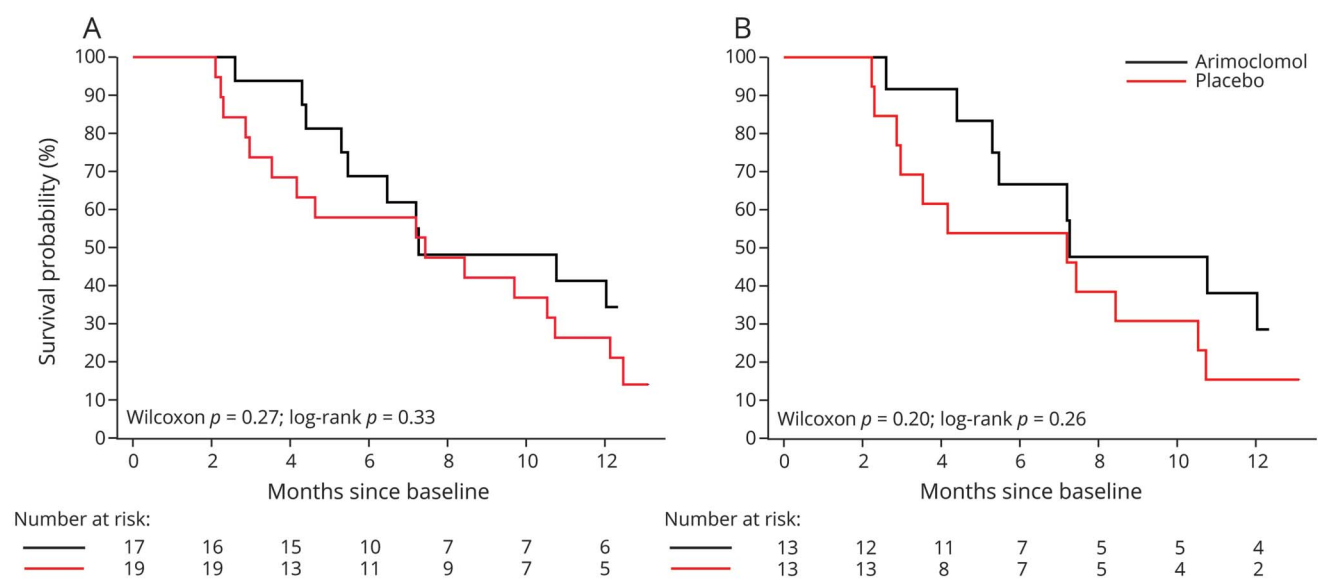 A
100
90
80
70
60
50
40
30
20
10
0
Survival probability (%)
Wilcoxon p = 0.27; log-rank p = 0.33
0 2 4 6 8 10 12
Months since baseline
Number at risk:
17 16 15 10 7 7 6
19 19 13 11 9 7 5
B
Arimoclomol
Placebo
100
90
80
70
60
50
40
30
20
10
0
Wilcoxon p = 0.20; log-rank p = 0.26
0 2 4 6 8 10 12
Months since baseline
Number at risk:
13 12 11 7 5 5 4
13 13 8 7 5 4 2